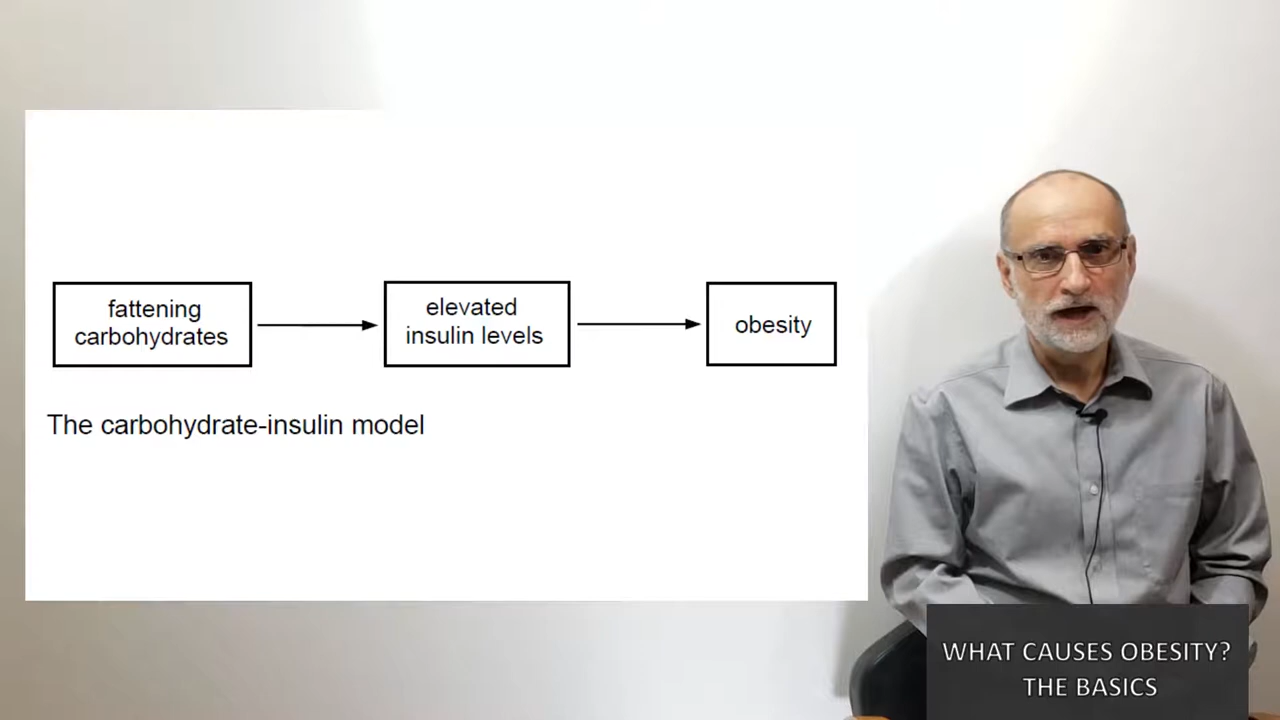 fattening
carbohydrates
elevated
insulin levels
obesity
The carbohydrate-insulin model
WHAT CAUSES OBESITY?
THE BASICS